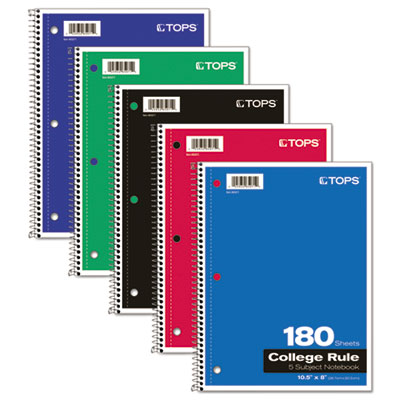 TOPS
TOPS
TOPS
TOPS
TOPS
180 Sheets
College Rule
5 Subject Notebook
10.5" x 8"